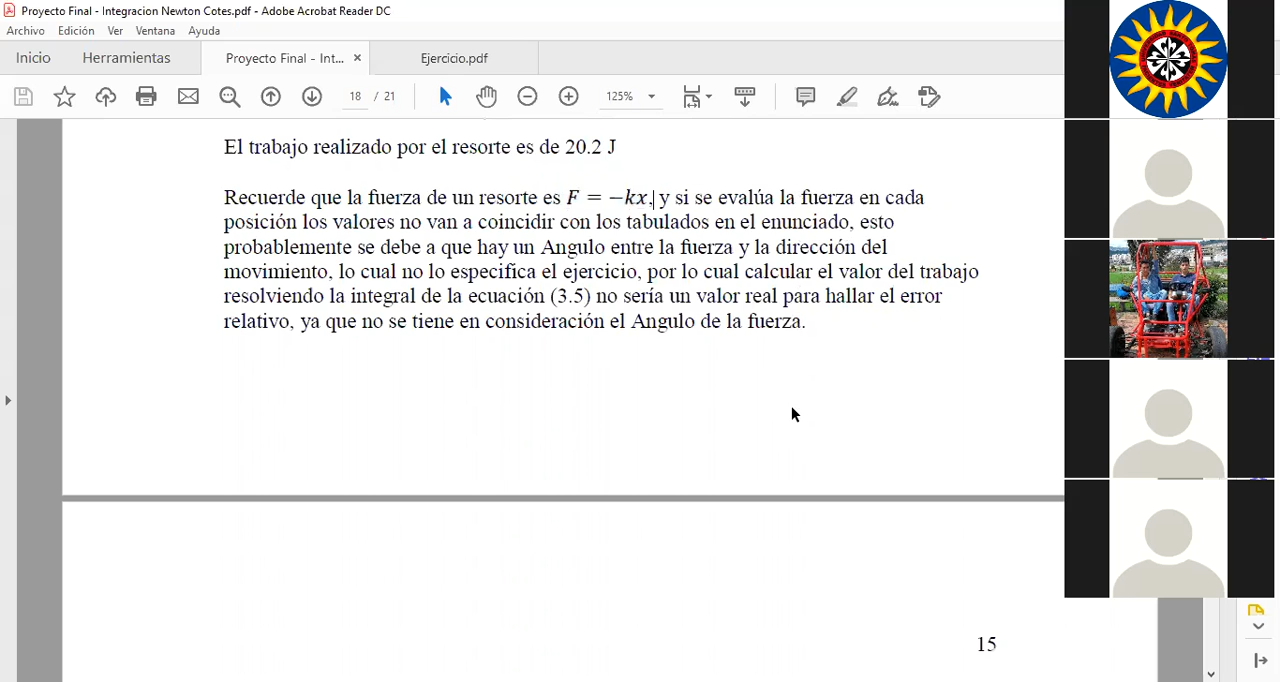 Proyecto Final - Integracion Newton Cotes.pdf - Adobe Acrobat Reader DC
Archivo Edición Ver Ventana Ayuda
Inicio Herramientas Proyecto Final - Int... × Ejercicio.pdf
18 / 21 125%
El trabajo realizado por el resorte es de 20.2 J
Recuerde que la fuerza de un resorte es F = −kx, y si se evalúa la fuerza en cada
posición los valores no van a coincidir con los tabulados en el enunciado, esto
probablemente se debe a que hay un Angulo entre la fuerza y la dirección del
movimiento, lo cual no lo especifica el ejercicio, por lo cual calcular el valor del trabajo
resolviendo la integral de la ecuación (3.5) no sería un valor real para hallar el error
relativo, ya que no se tiene en consideración el Angulo de la fuerza.
15